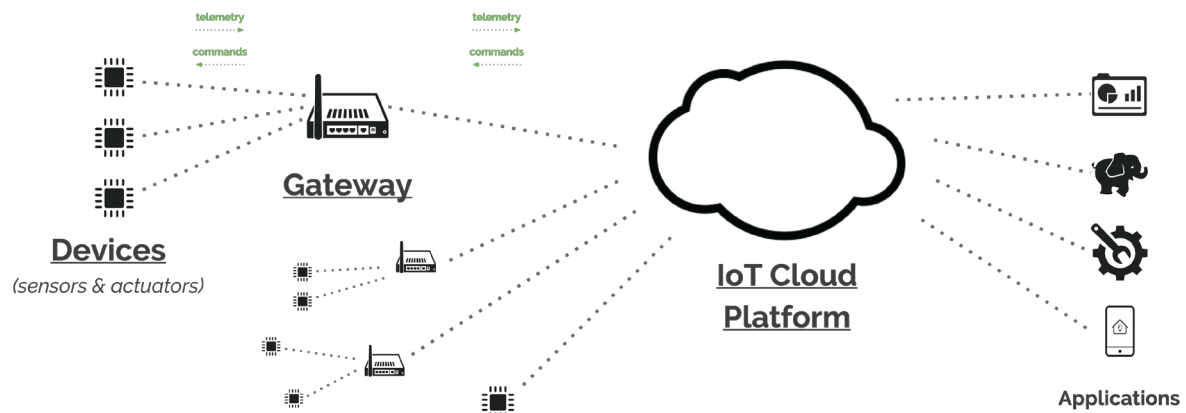 telemetry
commands
telemetry
commands
Gateway
Devices
(sensors & actuators)
IoT Cloud
Platform
Applications